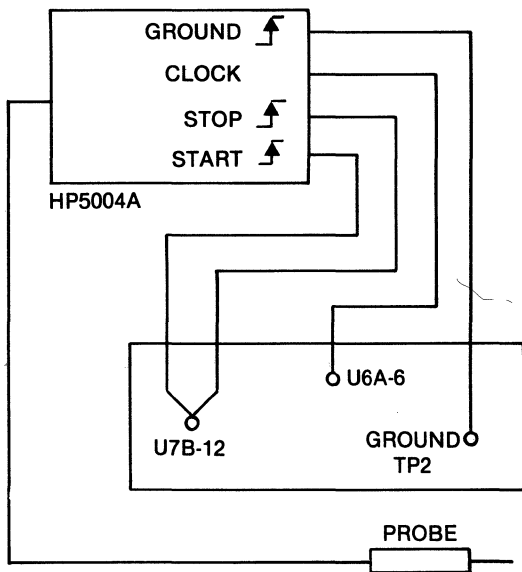 GROUND
CLOCK
STOP
START
HP5004A
U6A-6
U7B-12
GROUND
TP2
PROBE